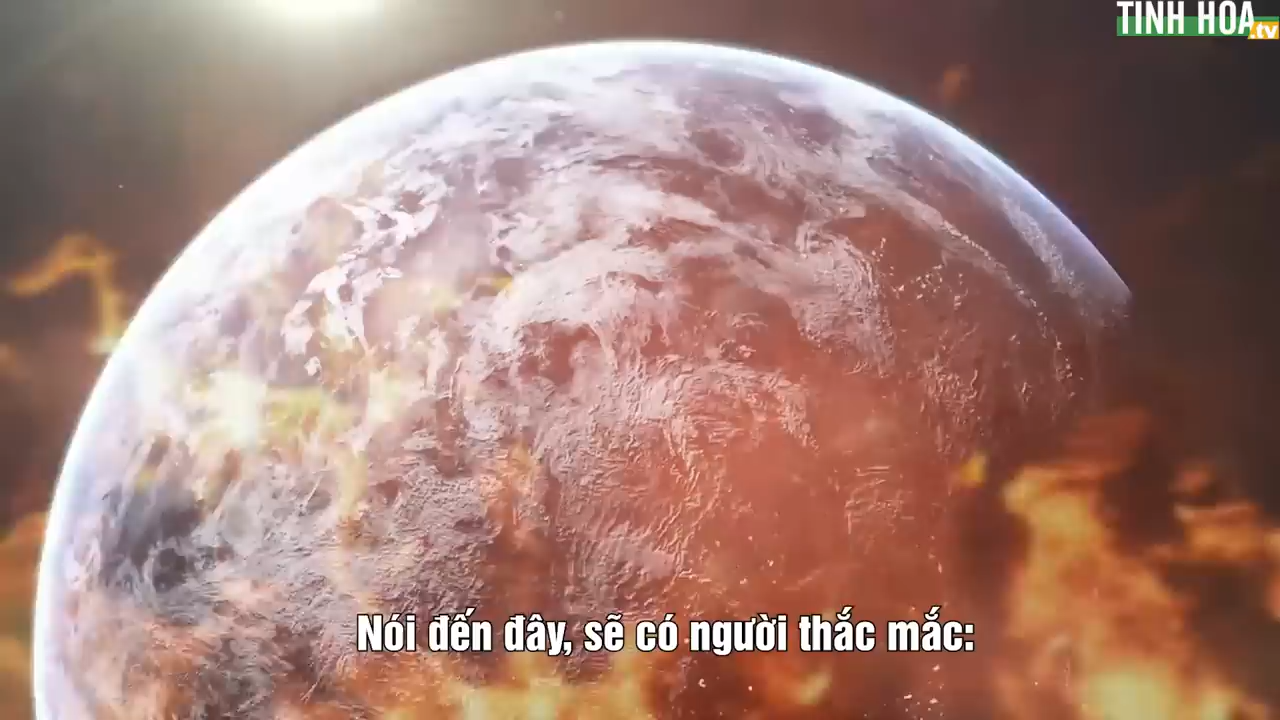 TINH HOA
.tv
Nói đến đây, sẽ có người thắc mắc: